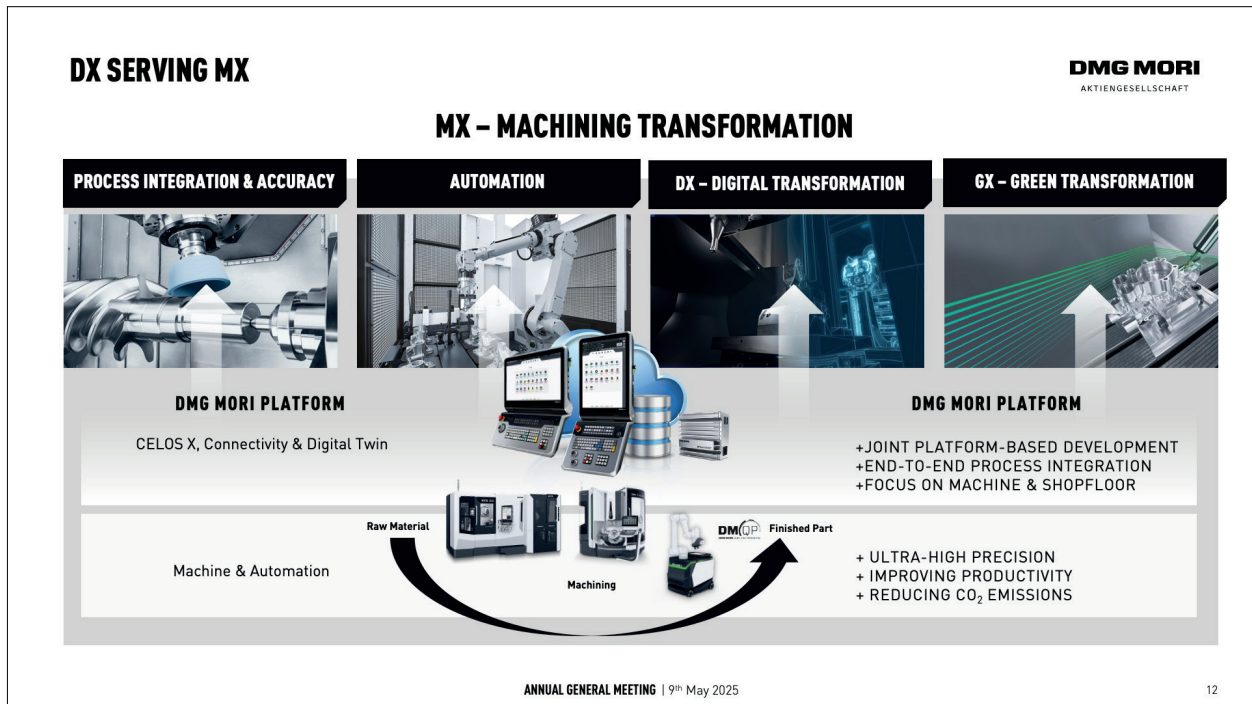 DX SERVING MX
DMG MORI
AKTIENGESELLSCHAFT
MX – MACHINING TRANSFORMATION
PROCESS INTEGRATION & ACCURACY
AUTOMATION
DX – DIGITAL TRANSFORMATION
GX – GREEN TRANSFORMATION
DMG MORI PLATFORM
CELOS X, Connectivity & Digital Twin
DMG MORI PLATFORM
+JOINT PLATFORM-BASED DEVELOPMENT
+END-TO-END PROCESS INTEGRATION
+FOCUS ON MACHINE & SHOPFLOOR
Machine & Automation
Raw Material
Machining
DMQP
Finished Part
+ ULTRA-HIGH PRECISION
+ IMPROVING PRODUCTIVITY
+ REDUCING CO₂ EMISSIONS
ANNUAL GENERAL MEETING | 9th May 2025
12